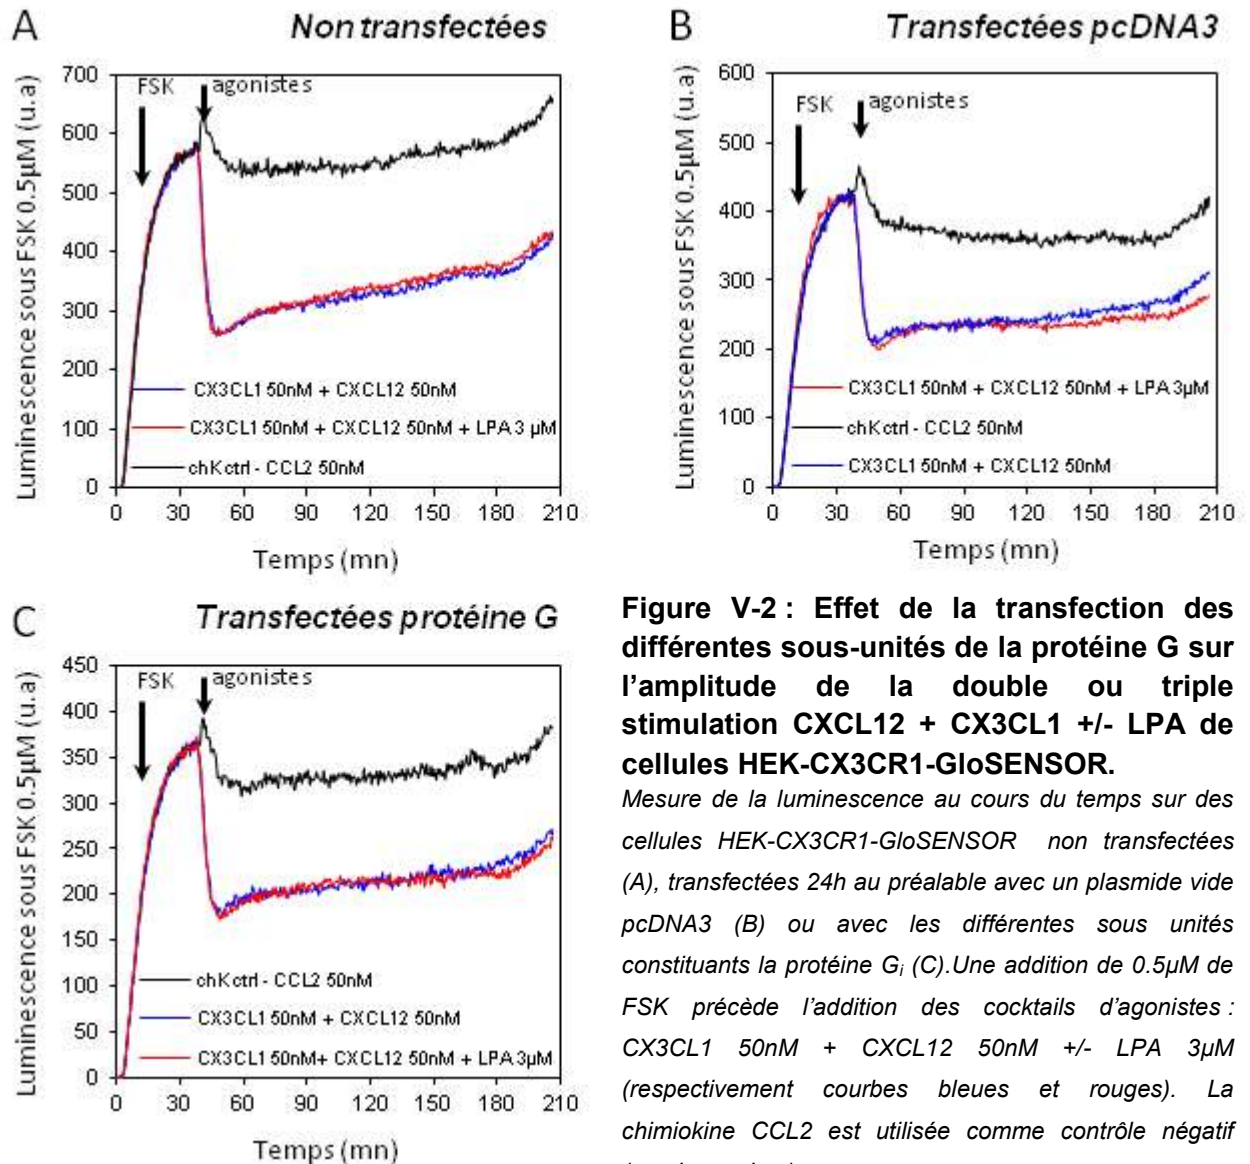 A
Non transfectées
Luminescence sous FSK 0.5µM (u.a)
700
600
500
400
300
200
100
0
FSK
agonistes
CX3CL1 50nM + CXCL12 50nM
CX3CL1 50nM + CXCL12 50nM + LPA 3 µM
chK ctrl - CCL2 50nM
0 30 60 90 120 150 180 210
Temps (mn)
B
Transfectées pcDNA3
Luminescence sous FSK 0.5µM (u.a)
600
500
400
300
200
100
0
FSK
agonistes
CX3CL1 50nM + CXCL12 50nM + LPA 3µM
chK ctrl - CCL2 50nM
CX3CL1 50nM + CXCL12 50nM
0 30 60 90 120 150 180 210
Temps (mn)
C
Transfectées protéine G
Luminescence sous FSK 0.5µM (u.a)
450
400
350
300
250
200
150
100
50
0
FSK
agonistes
chK ctrl - CCL2 50nM
CX3CL1 50nM + CXCL12 50nM
CX3CL1 50nM+ CXCL12 50nM + LPA 3µM
0 30 60 90 120 150 180 210
Temps (mn)
Figure V-2 : Effet de la transfection des
différentes sous-unités de la protéine G sur
l’amplitude de la double ou triple
stimulation CXCL12 + CX3CL1 +/- LPA de
cellules HEK-CX3CR1-GloSENSOR.
Mesure de la luminescence au cours du temps sur des
cellules HEK-CX3CR1-GloSENSOR non transfectées
(A), transfectées 24h au préalable avec un plasmide vide
pcDNA3 (B) ou avec les différentes sous unités
constituants la protéine Gi (C).Une addition de 0.5µM de
FSK précède l’addition des cocktails d’agonistes :
CX3CL1 50nM + CXCL12 50nM +/- LPA 3µM
(respectivement courbes bleues et rouges). La
chimiokine CCL2 est utilisée comme contrôle négatif